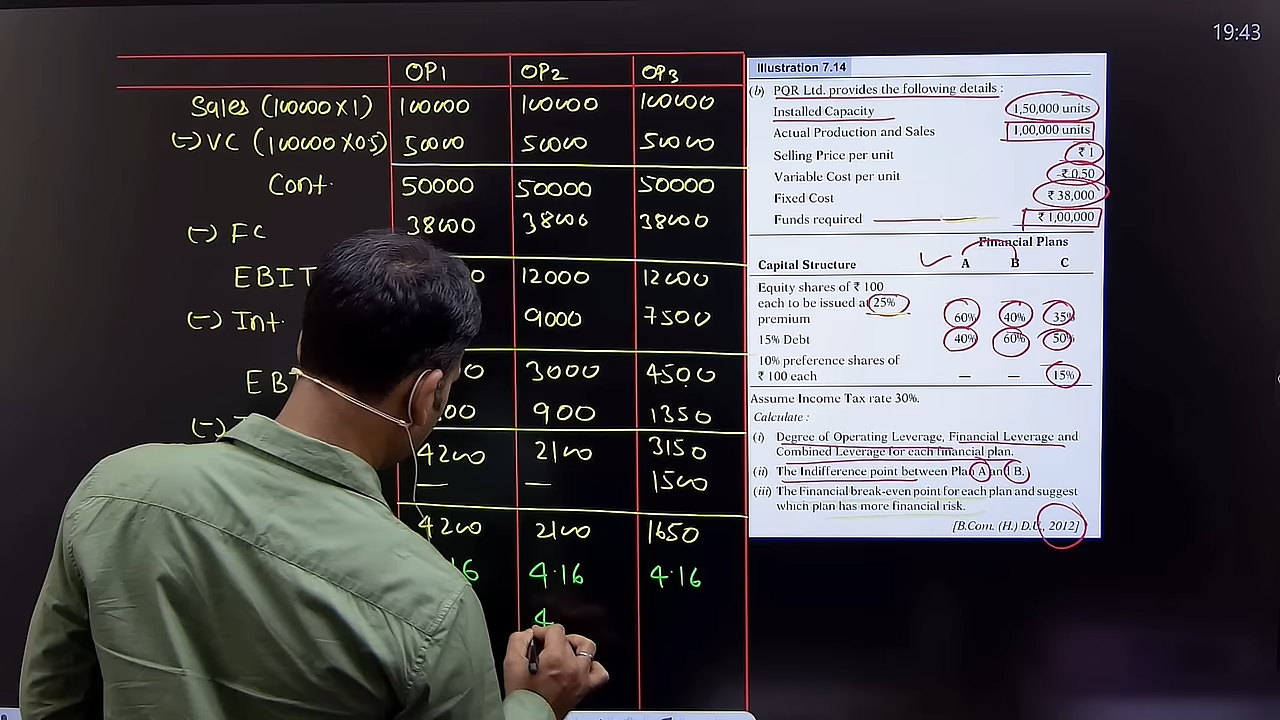 19:43
OP1 OP2 OP3
Sales (100000 X 1) 100000 100000 100000
(-) VC (100000 X 0.5) 50000 50000 50000
Cont. 50000 50000 50000
(-) FC 38000 38000 38000
EBIT 12000 12000
(-) Int. 9000 7500
3000 4500
900 1350
4200 2100 3150
— — 1500
4200 2100 1650
4.16 4.16
4
Illustration 7.14
(b) PQR Ltd. provides the following details :
Installed Capacity 1,50,000 units
Actual Production and Sales 1,00,000 units
Selling Price per unit ₹ 1
Variable Cost per unit ₹ 0.50
Fixed Cost ₹ 38,000
Funds required ₹ 1,00,000
Financial Plans
Capital Structure A B C
Equity shares of ₹ 100
each to be issued at 25%
premium 60% 40% 35%
15% Debt 40% 60% 50%
10% preference shares of
₹ 100 each — — 15%
Assume Income Tax rate 30%.
Calculate :
(i) Degree of Operating Leverage, Financial Leverage and
Combined Leverage for each financial plan.
(ii) The Indifference point between Plan A and B.
(iii) The Financial break-even point for each plan and suggest
which plan has more financial risk.
[B.Com. (H.) D.U., 2012]